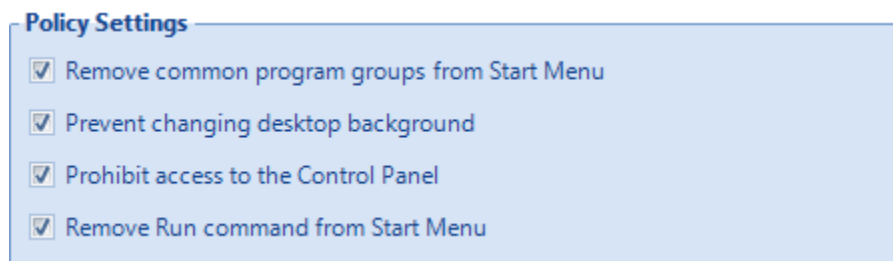 Policy Settings
Remove common program groups from Start Menu
Prevent changing desktop background
Prohibit access to the Control Panel
Remove Run command from Start Menu